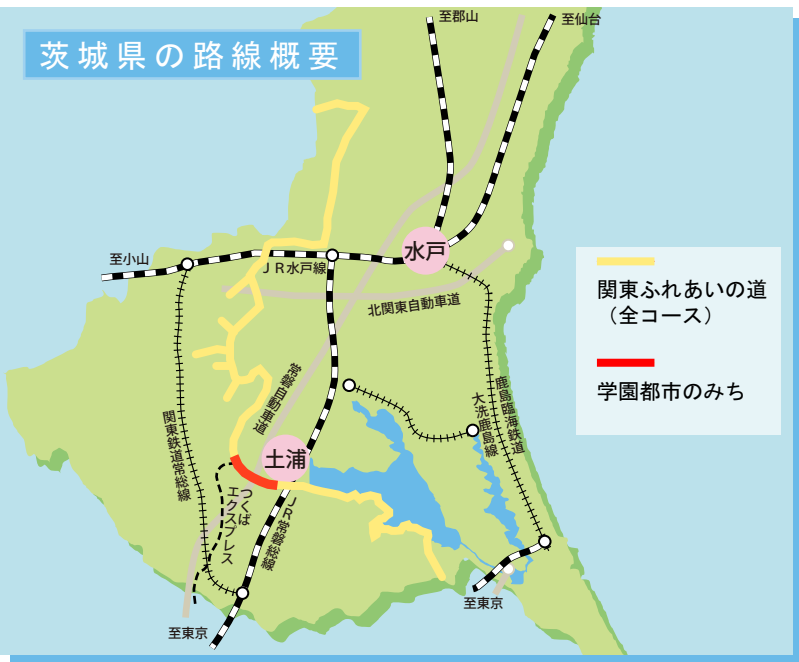 茨城県の路線概要
至郡山
至仙台
水戸
至小山
JR水戸線
北関東自動車道
関東ふれあいの道
（全コース）
学園都市のみち
常磐自動車道
鹿島臨海鉄道
大洗鹿島線
関東鉄道常総線
土浦
つくば
エクスプレス
JR常磐総線
至東京
至東京